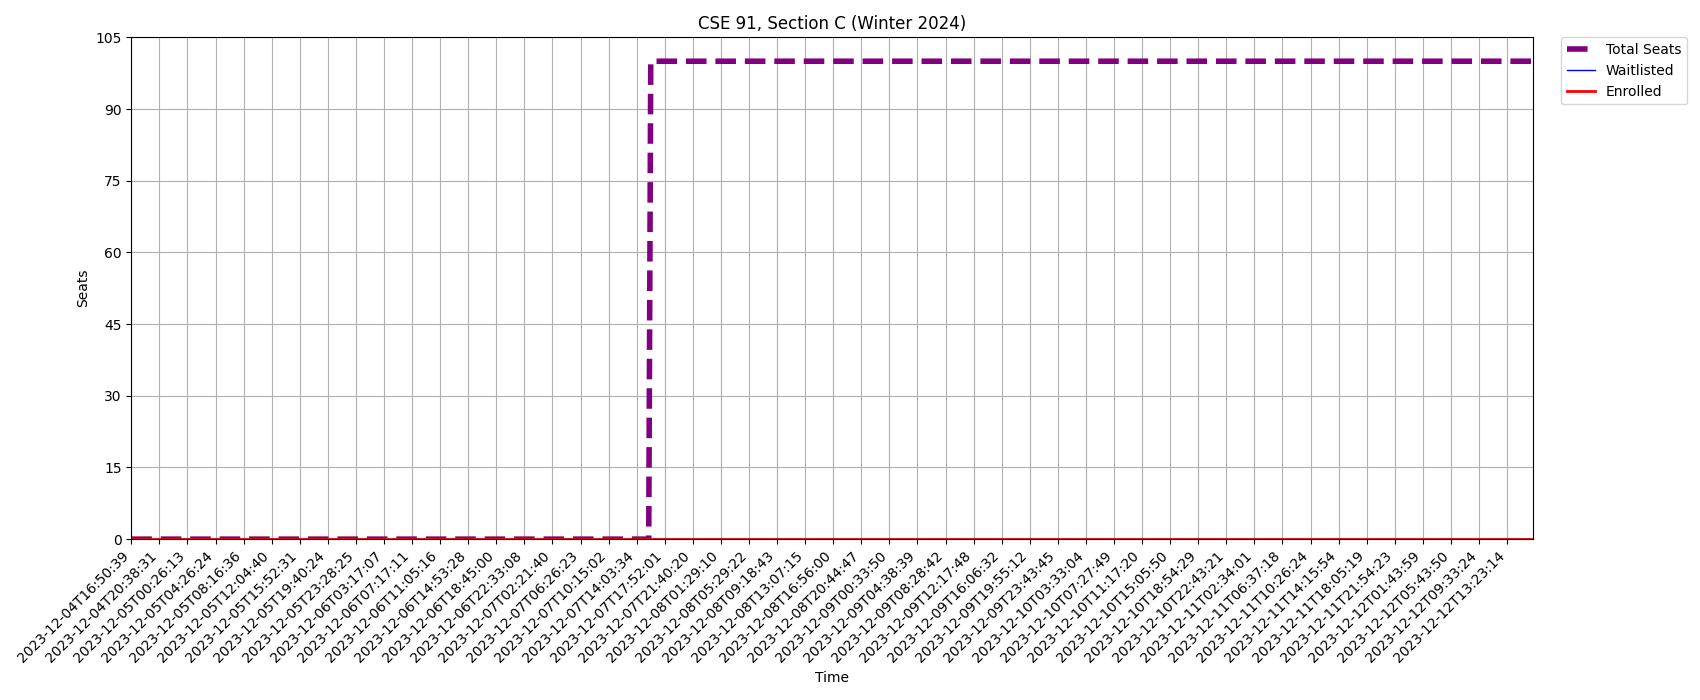 CSE 91, Section C (Winter 2024)
105
90
75
60
45
30
15
0
Seats
Total Seats
Waitlisted
Enrolled
2023-12-04T16:50:39
2023-12-04T20:38:31
2023-12-05T00:26:13
2023-12-05T04:26:24
2023-12-05T08:16:36
2023-12-05T12:04:40
2023-12-05T15:52:31
2023-12-05T19:40:24
2023-12-05T23:28:25
2023-12-06T03:17:07
2023-12-06T07:17:11
2023-12-06T11:05:16
2023-12-06T14:53:28
2023-12-06T18:45:00
2023-12-06T22:33:08
2023-12-07T02:21:40
2023-12-07T06:26:23
2023-12-07T10:15:02
2023-12-07T14:03:34
2023-12-07T17:52:01
2023-12-07T21:40:20
2023-12-08T01:29:10
2023-12-08T05:29:22
2023-12-08T09:18:43
2023-12-08T13:07:15
2023-12-08T16:56:00
2023-12-08T20:44:47
2023-12-09T00:33:50
2023-12-09T04:38:39
2023-12-09T08:28:42
2023-12-09T12:17:48
2023-12-09T16:06:32
2023-12-09T19:55:12
2023-12-09T23:43:45
2023-12-10T03:33:04
2023-12-10T07:27:49
2023-12-10T11:17:20
2023-12-10T15:05:50
2023-12-10T18:54:29
2023-12-10T22:43:21
2023-12-11T02:34:01
2023-12-11T06:37:18
2023-12-11T10:26:24
2023-12-11T14:15:54
2023-12-11T18:05:19
2023-12-11T21:54:23
2023-12-12T01:43:59
2023-12-12T05:43:50
2023-12-12T09:33:24
2023-12-12T13:23:14
Time